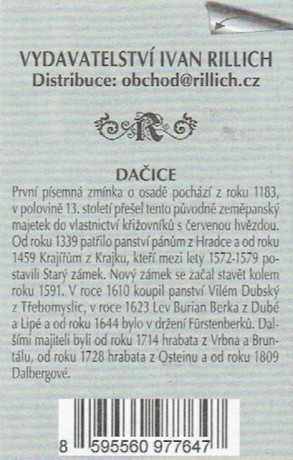 VYDAVATELSTVÍ IVAN RILLICH
Distribuce: obchod@rillich.cz
R
DAČICE
První písemná zmínka o osadě pochází z roku 1183,
v polovině 13. století přešel tento původně zeměpanský
majetek do vlastnictví křižovníků s červenou hvězdou.
Od roku 1339 patřilo panství pánům z Hradce a od roku
1459 Krajířům z Krajku, kteří mezi lety 1572-1579 po-
stavili Starý zámek. Nový zámek se začal stavět kolem
roku 1591. V roce 1610 koupil panství Vilém Dubský
z Třebomyslic, v roce 1623 Lev Burian Berka z Dubé
a Lipé a od roku 1644 bylo v držení Fürstenberků. Dal-
šími majiteli byli od roku 1714 hrabata z Vrbna a Brun-
tálu, od roku 1728 hrabata z Osteinu a od roku 1809
Dalbergové.
8 595560 977647